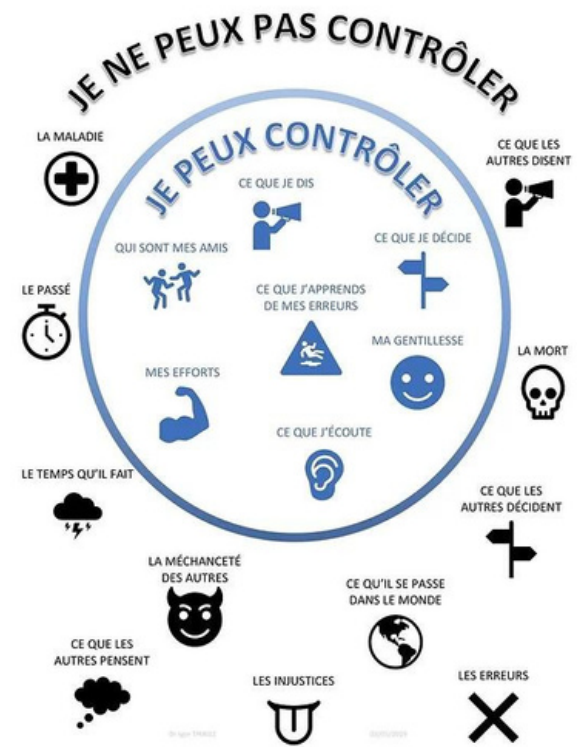 JE NE PEUX PAS CONTRÔLER
JE PEUX CONTRÔLER
LA MALADIE
CE QUE LES
AUTRES DISENT
CE QUE JE DIS
QUI SONT MES AMIS
CE QUE JE DÉCIDE
LE PASSÉ
CE QUE J'APPRENDS
DE MES ERREURS
MA GENTILLESSE
LA MORT
MES EFFORTS
CE QUE J'ÉCOUTE
LE TEMPS QU'IL FAIT
CE QUE LES
AUTRES DÉCIDENT
LA MÉCHANCETÉ
DES AUTRES
CE QU'IL SE PASSE
DANS LE MONDE
CE QUE LES
AUTRES PENSENT
LES INJUSTICES
LES ERREURS